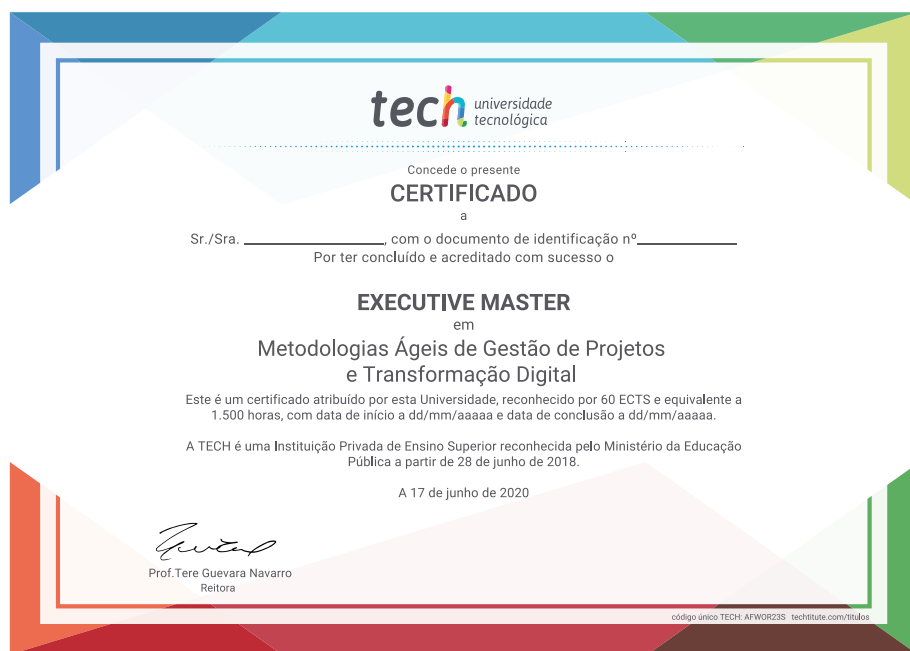 tech universidade
tecnológica
Concede o presente
CERTIFICADO
a
Sr./Sra. ________________, com o documento de identificação nº____________
Por ter concluído e acreditado com sucesso o
EXECUTIVE MASTER
em
Metodologias Ágeis de Gestão de Projetos
e Transformação Digital
Este é um certificado atribuído por esta Universidade, reconhecido por 60 ECTS e equivalente a
1.500 horas, com data de início a dd/mm/aaaaa e data de conclusão a dd/mm/aaaaa.
A TECH é uma Instituição Privada de Ensino Superior reconhecida pelo Ministério da Educação
Pública a partir de 28 de junho de 2018.
A 17 de junho de 2020
Prof.Tere Guevara Navarro
Reitora
código único TECH: AFWOR23S techtitute.com/titulos